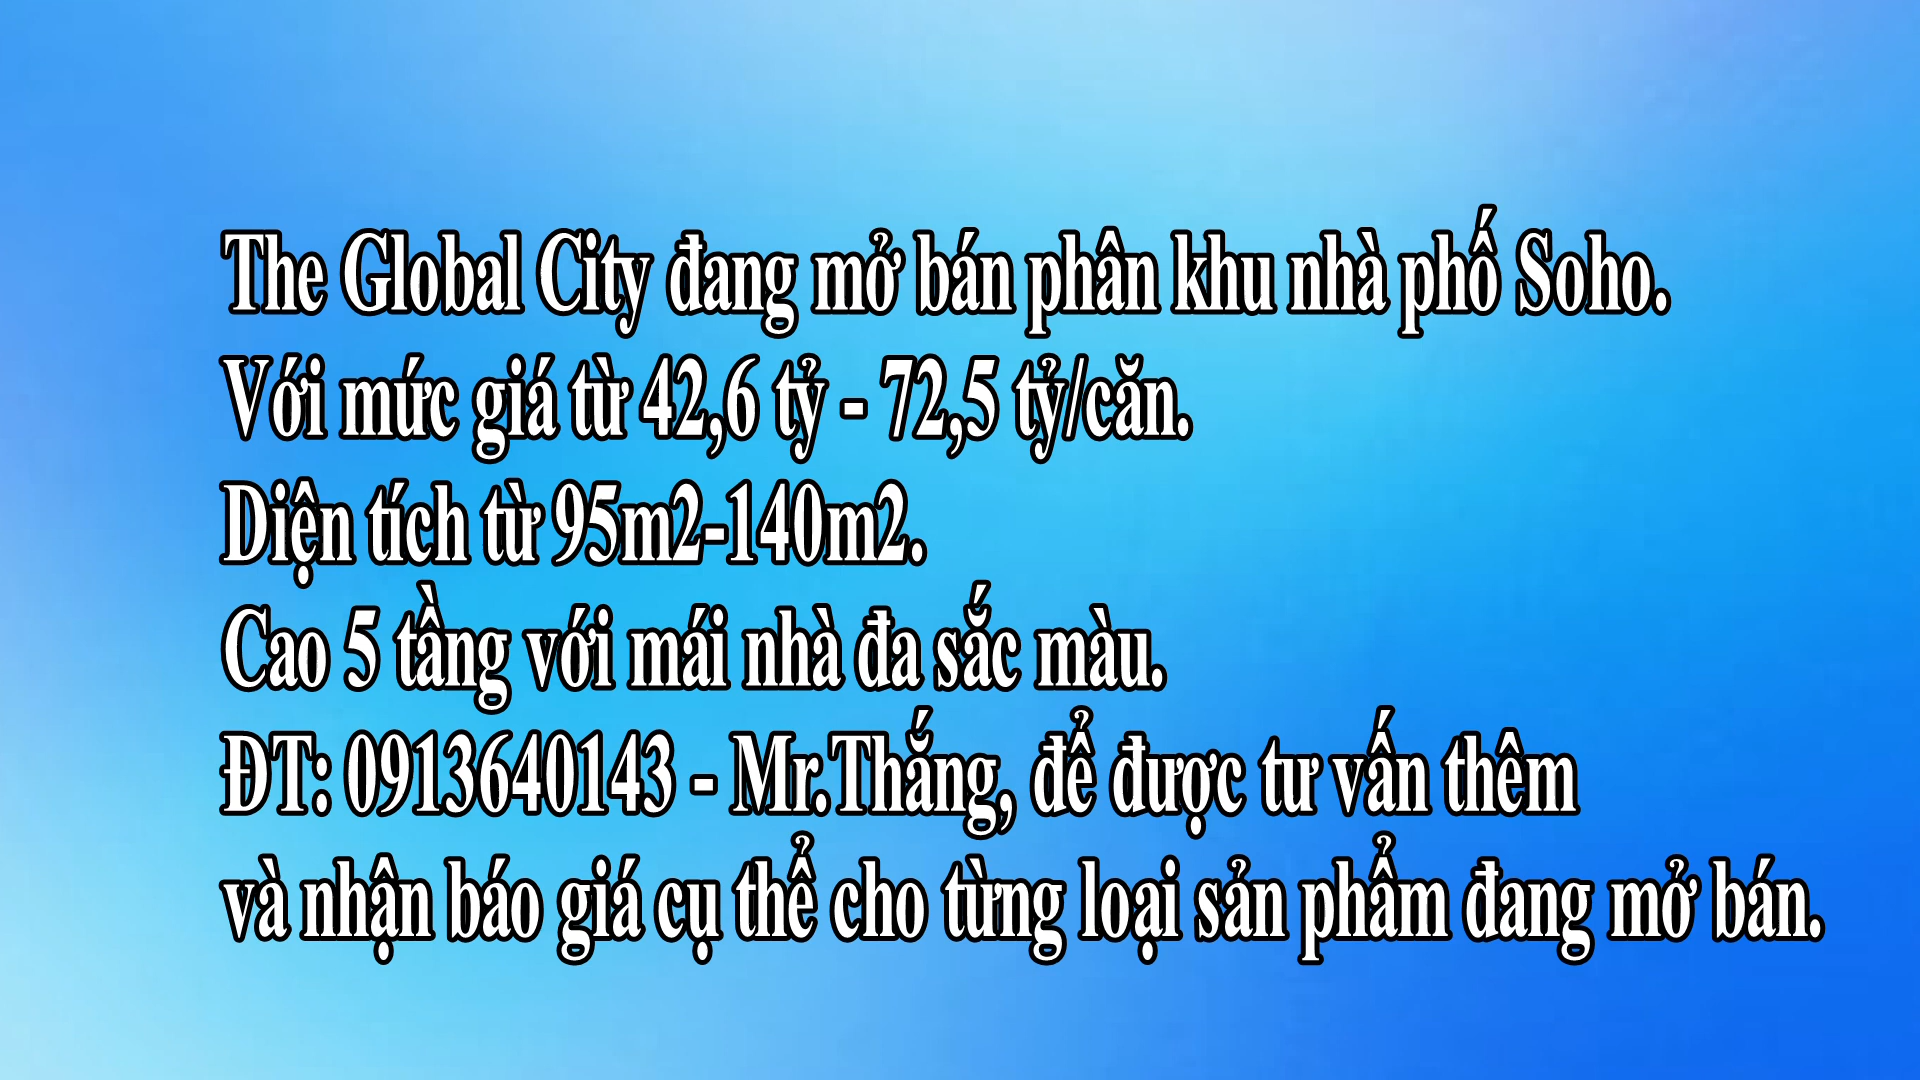 The Global City đang mở bán phân khu nhà phố Soho.
Với mức giá từ 42,6 tỷ - 72,5 tỷ/căn.
Diện tích từ 95m2-140m2.
Cao 5 tầng với mái nhà đa sắc màu.
ĐT: 0913640143 - Mr.Thắng, để được tư vấn thêm
và nhận báo giá cụ thể cho từng loại sản phẩm đang mở bán.